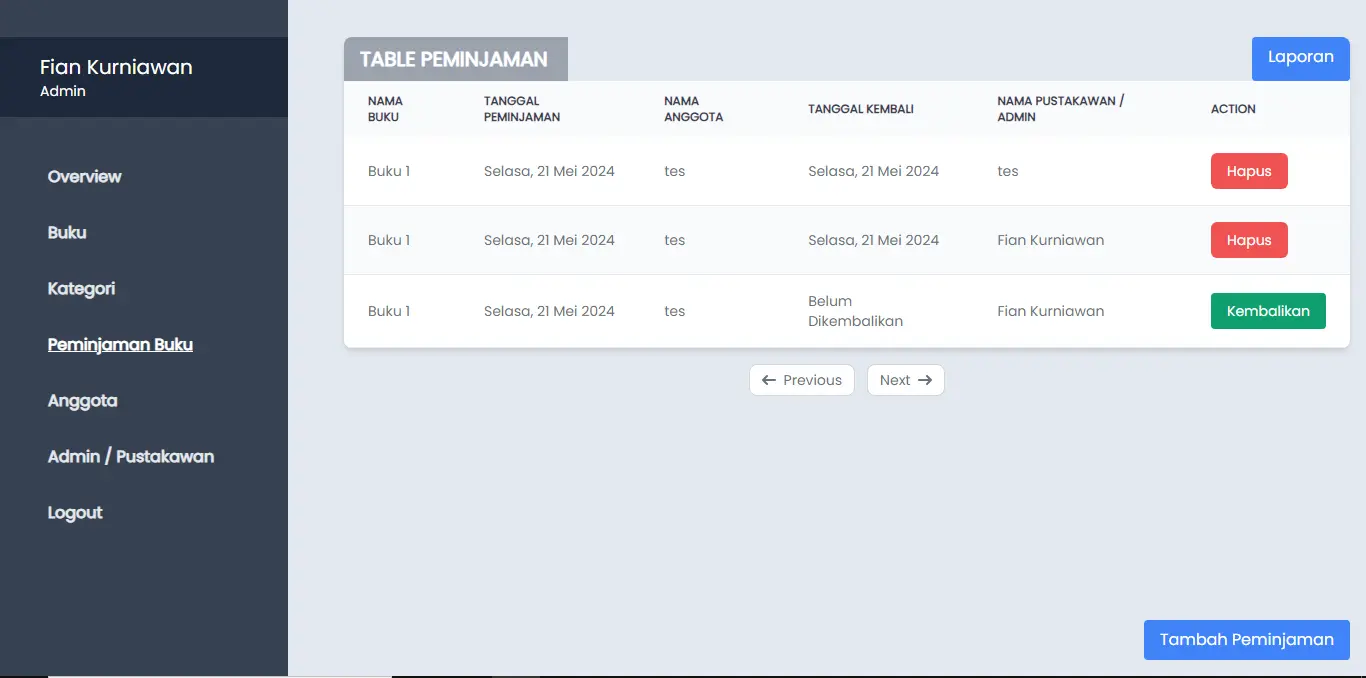 Fian Kurniawan
Admin
Overview
Buku
Kategori
Peminjaman Buku
Anggota
Admin / Pustakawan
Logout
TABLE PEMINJAMAN
Laporan
NAMA BUKU TANGGAL PEMINJAMAN NAMA ANGGOTA TANGGAL KEMBALI NAMA PUSTAKAWAN / ADMIN ACTION
Buku 1 Selasa, 21 Mei 2024 tes Selasa, 21 Mei 2024 tes Hapus
Buku 1 Selasa, 21 Mei 2024 tes Selasa, 21 Mei 2024 Fian Kurniawan Hapus
Buku 1 Selasa, 21 Mei 2024 tes Belum Dikembalikan Fian Kurniawan Kembalikan
← Previous Next →
Tambah Peminjaman